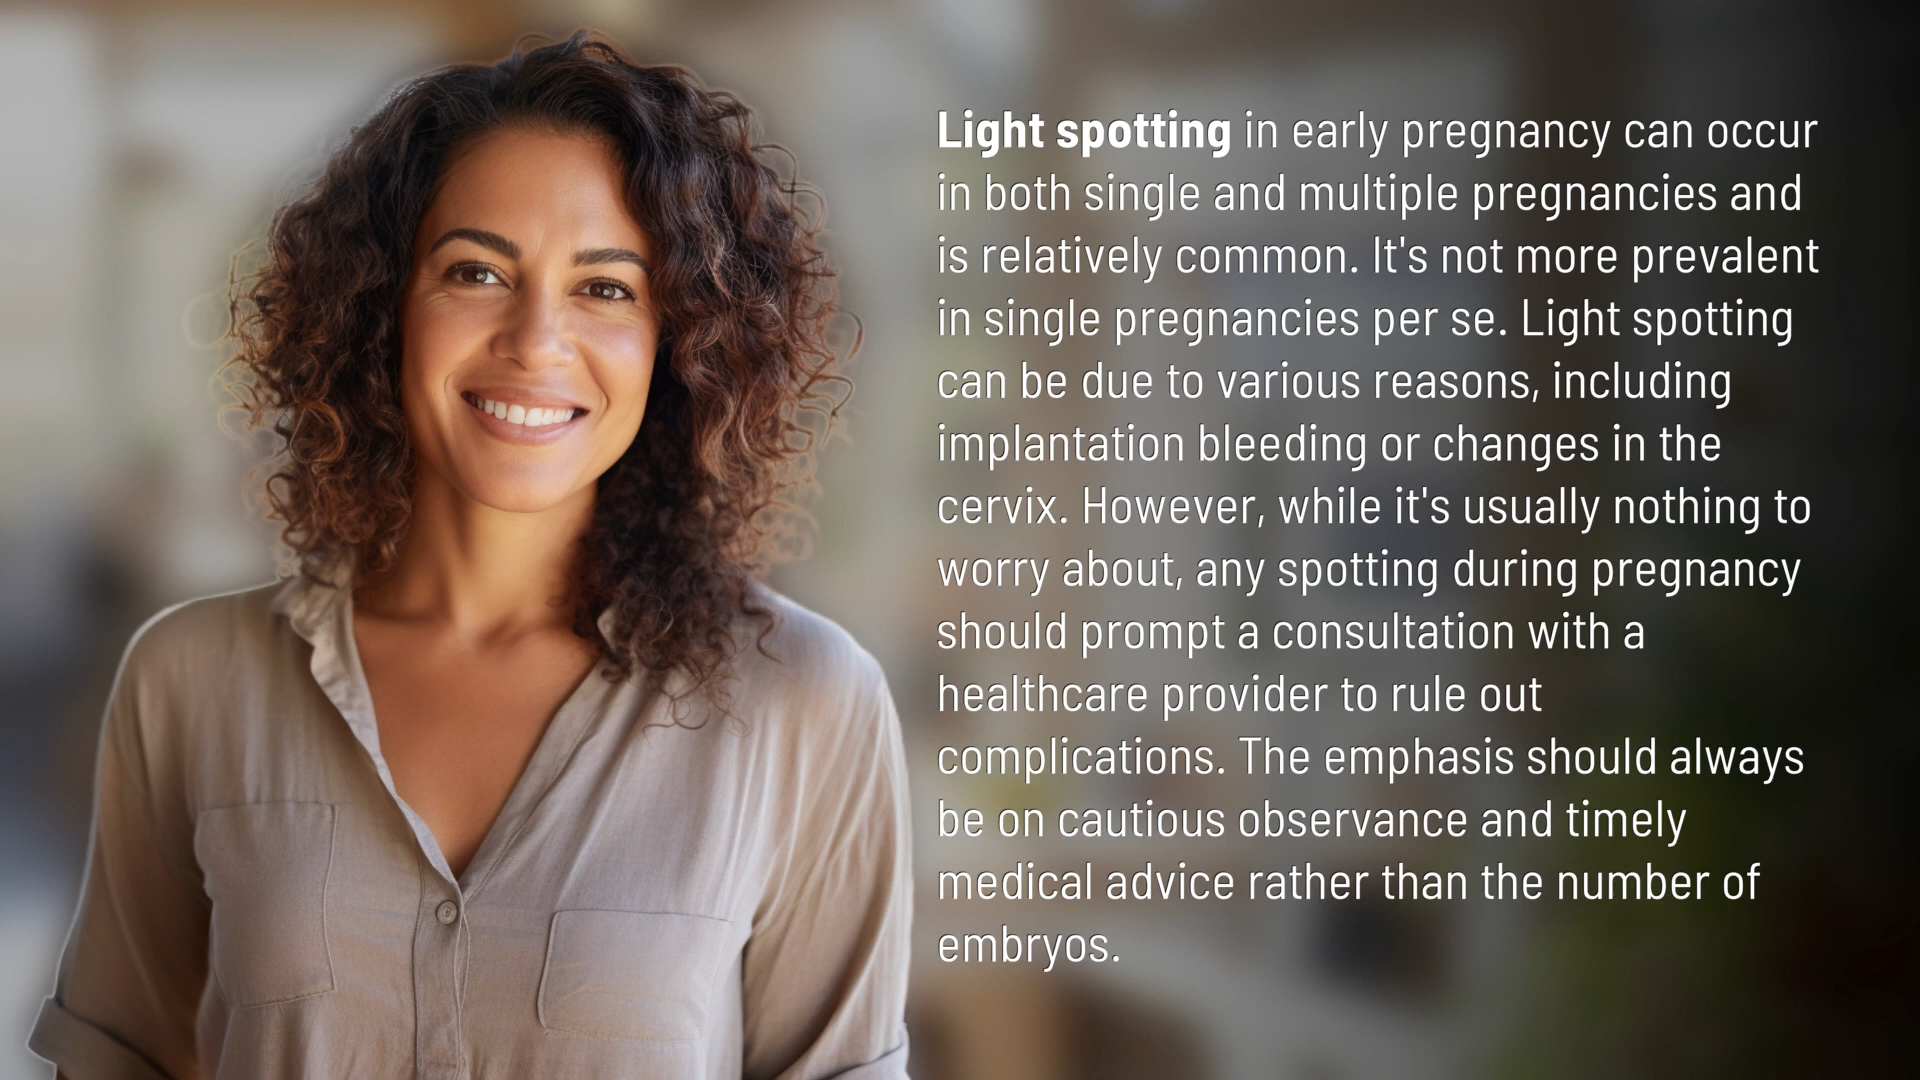 Light spotting in early pregnancy can occur
in both single and multiple pregnancies and
is relatively common. It's not more prevalent
in single pregnancies per se. Light spotting
can be due to various reasons, including
implantation bleeding or changes in the
cervix. However, while it's usually nothing to
worry about, any spotting during pregnancy
should prompt a consultation with a
healthcare provider to rule out
complications. The emphasis should always
be on cautious observance and timely
medical advice rather than the number of
embryos.